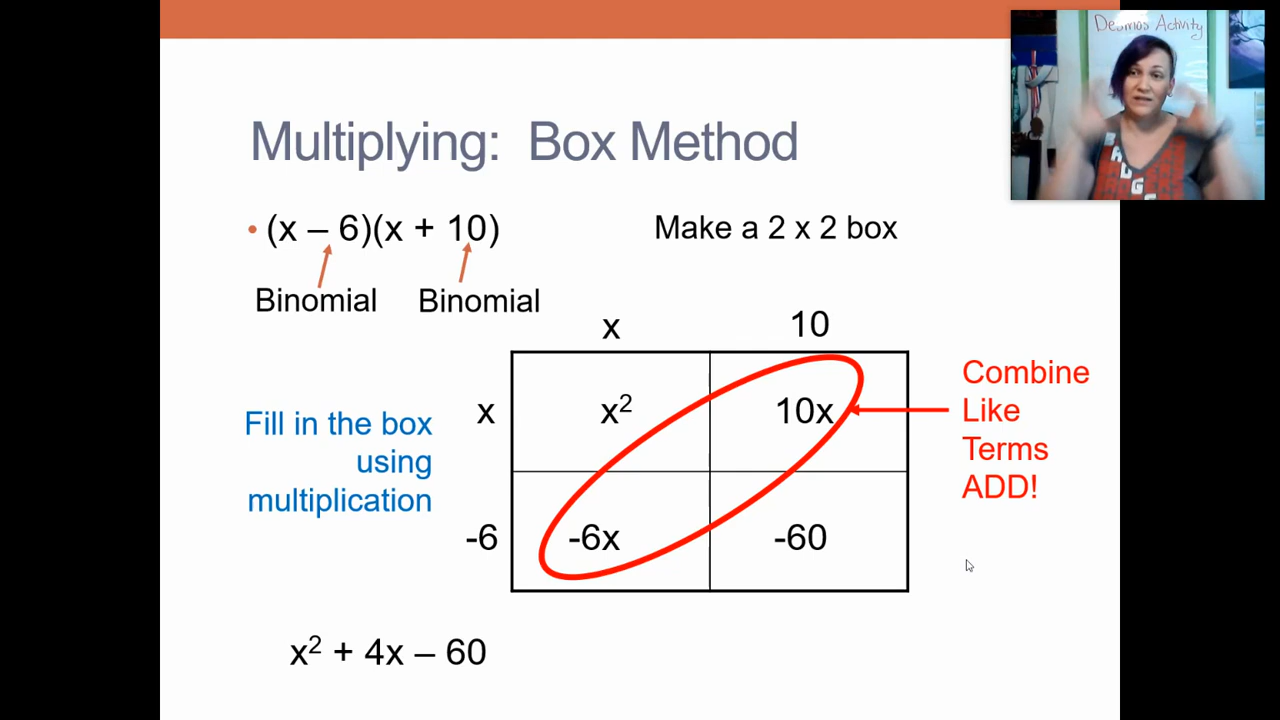 Desmos Activity
Multiplying: Box Method
• (x – 6)(x + 10)
Make a 2 x 2 box
Binomial Binomial
x 10
x x² 10x
-6 -6x -60
Fill in the box
using
multiplication
Combine
Like
Terms
ADD!
x² + 4x – 60